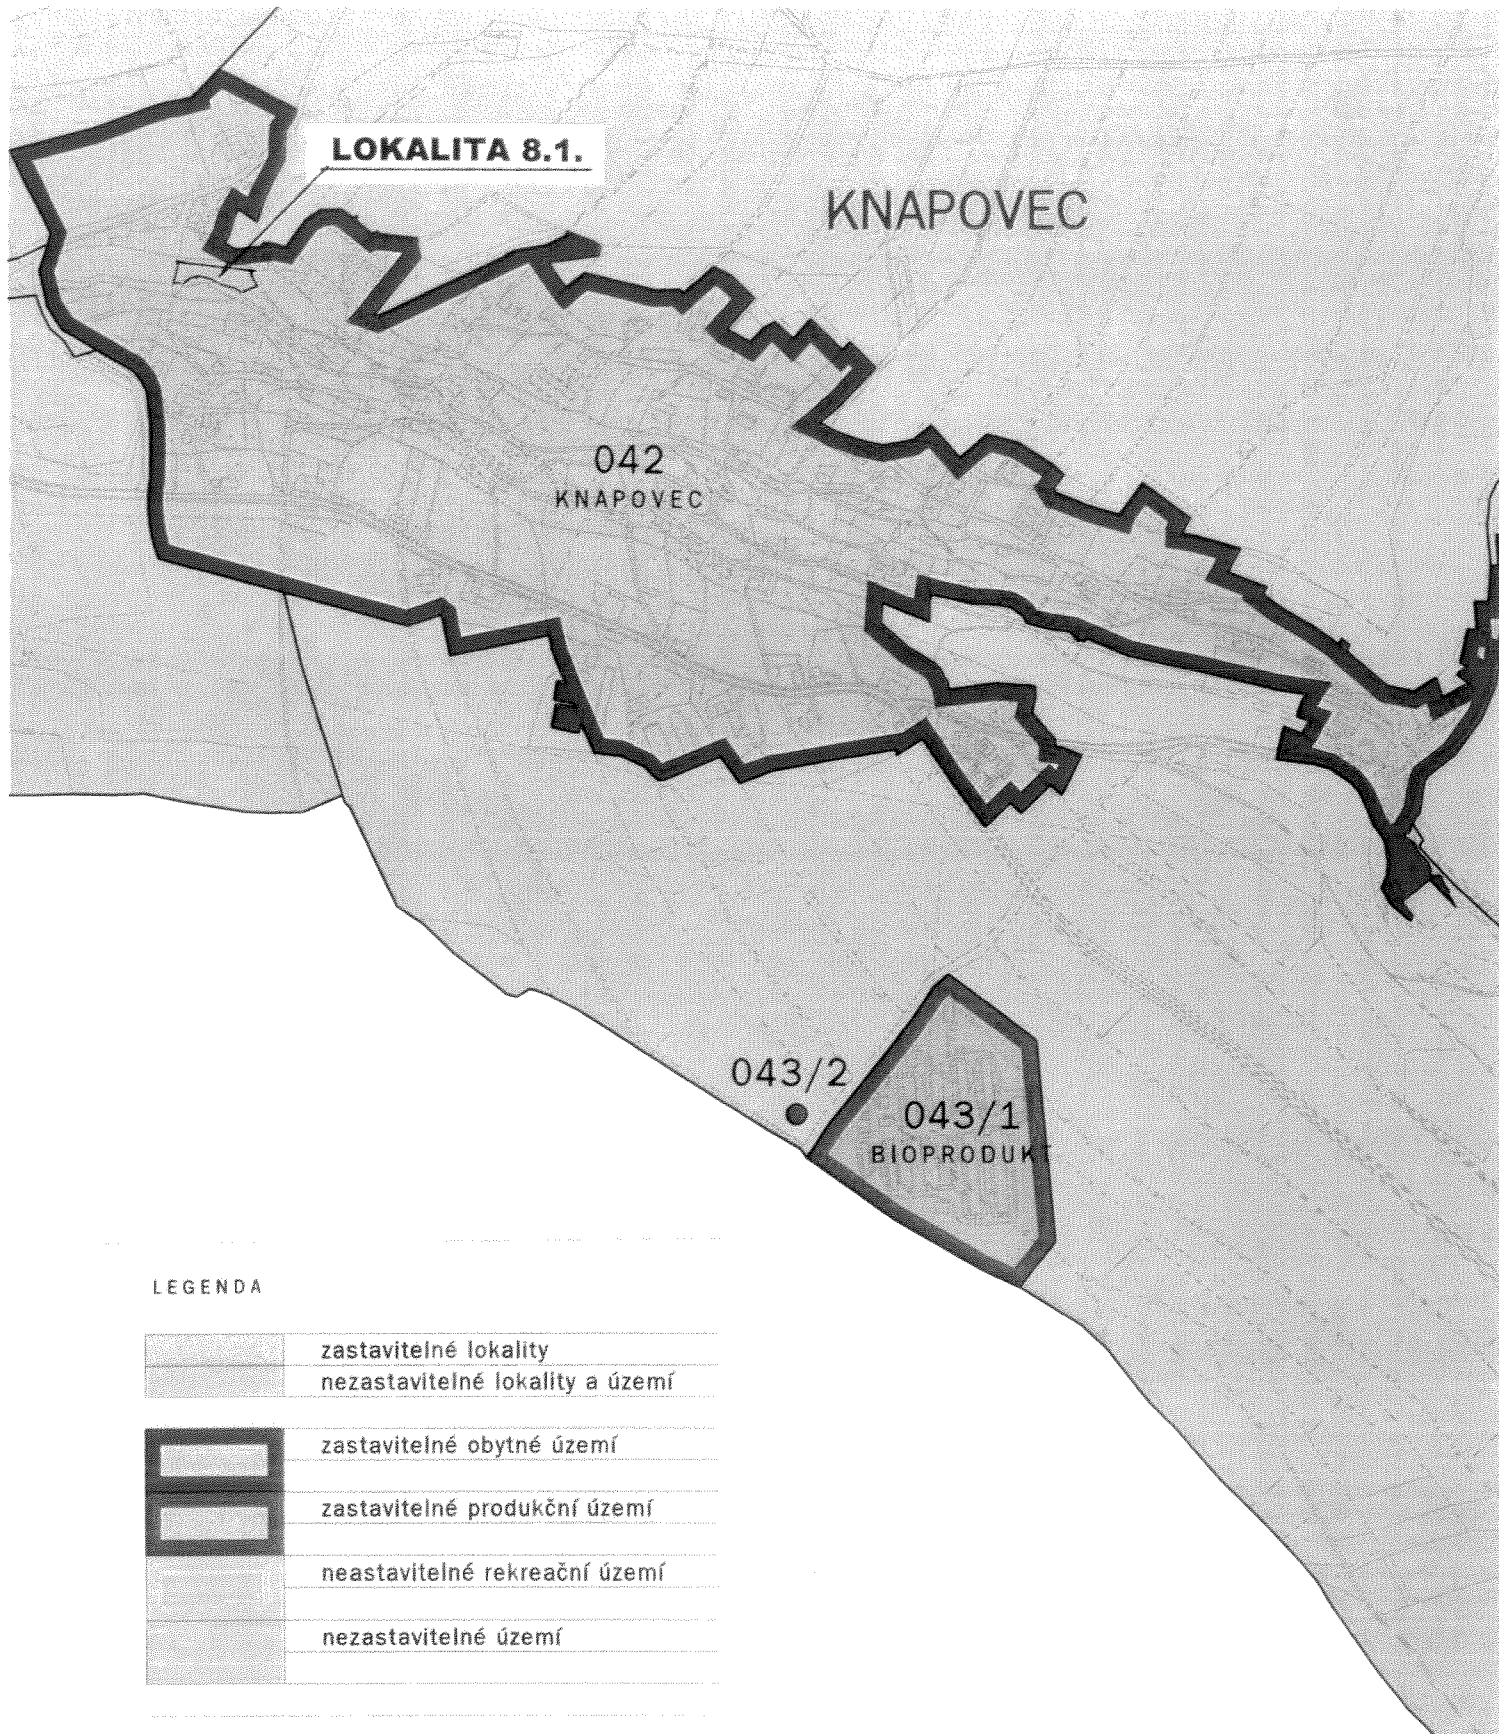 LOKALITA 8.1.
KNAPOVEC
042
KNAPOVEC
043/2
043/1
BIOPRODUKT
LEGENDA
zastavitelné lokality
nezastavitelné lokality a území
zastavitelné obytné území
zastavitelné produkční území
neastavitelné rekreační území
nezastavitelné území